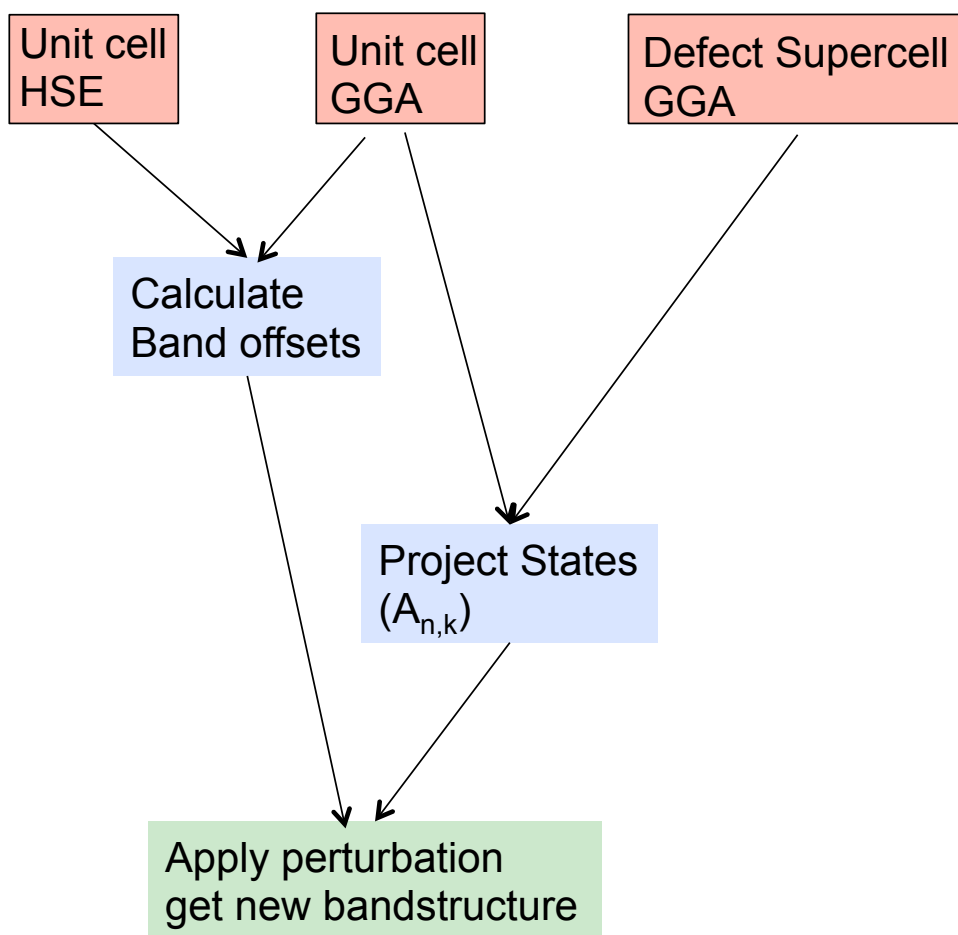 Unit cell
HSE
Unit cell
GGA
Defect Supercell
GGA
Calculate
Band offsets
Project States
(Aₙ,ₖ)
Apply perturbation
get new bandstructure